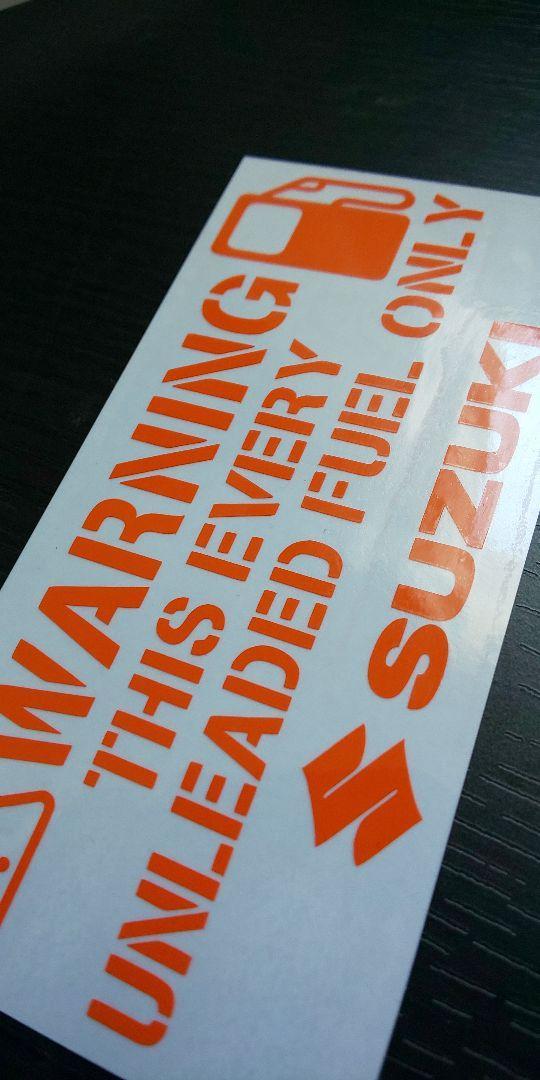 WARNING
THIS EVERY
UNLEADED FUEL ONLY
SUZUKI